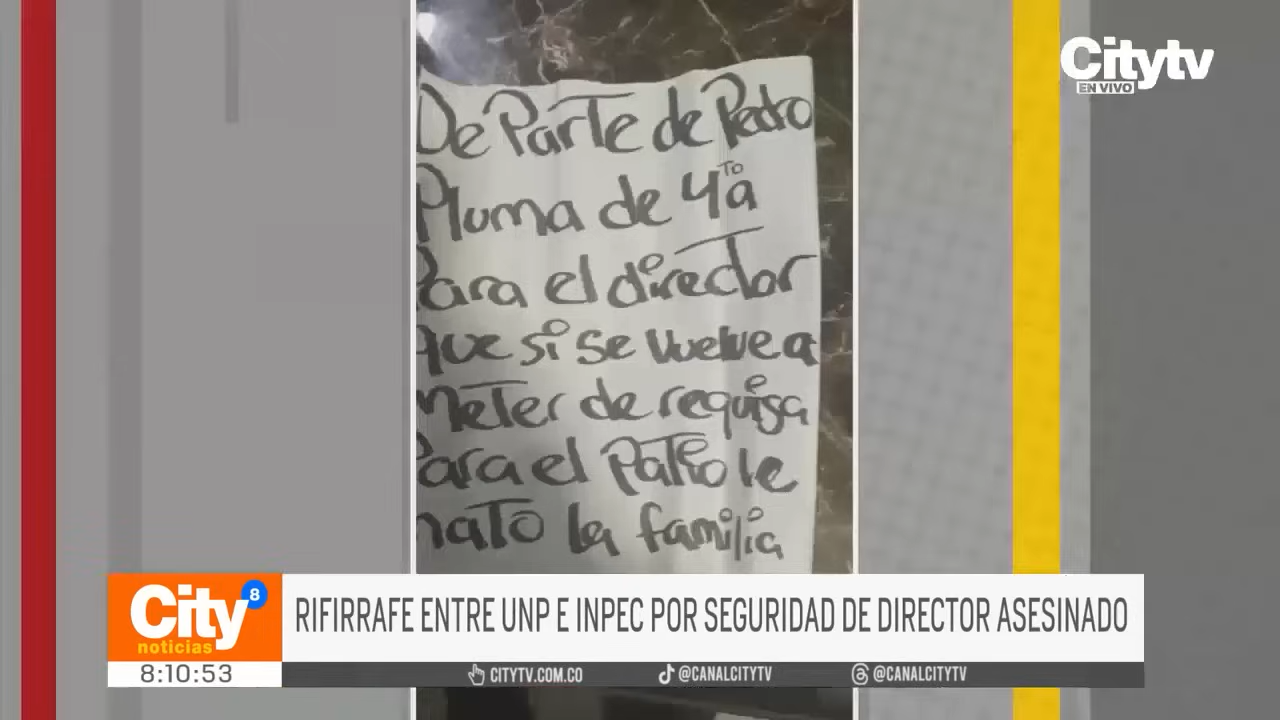 Citytv
EN VIVO
De Parte de Pedro
Pluma de 4to a
Para el director
que si se vuelve a
meter de requisa
Para el Patio le
mato la familia
City 8
noticias
8:10:53
RIFIRRAFE ENTRE UNP E INPEC POR SEGURIDAD DE DIRECTOR ASESINADO
CITYTV.COM.CO @CANALCITYTV @CANALCITYTV